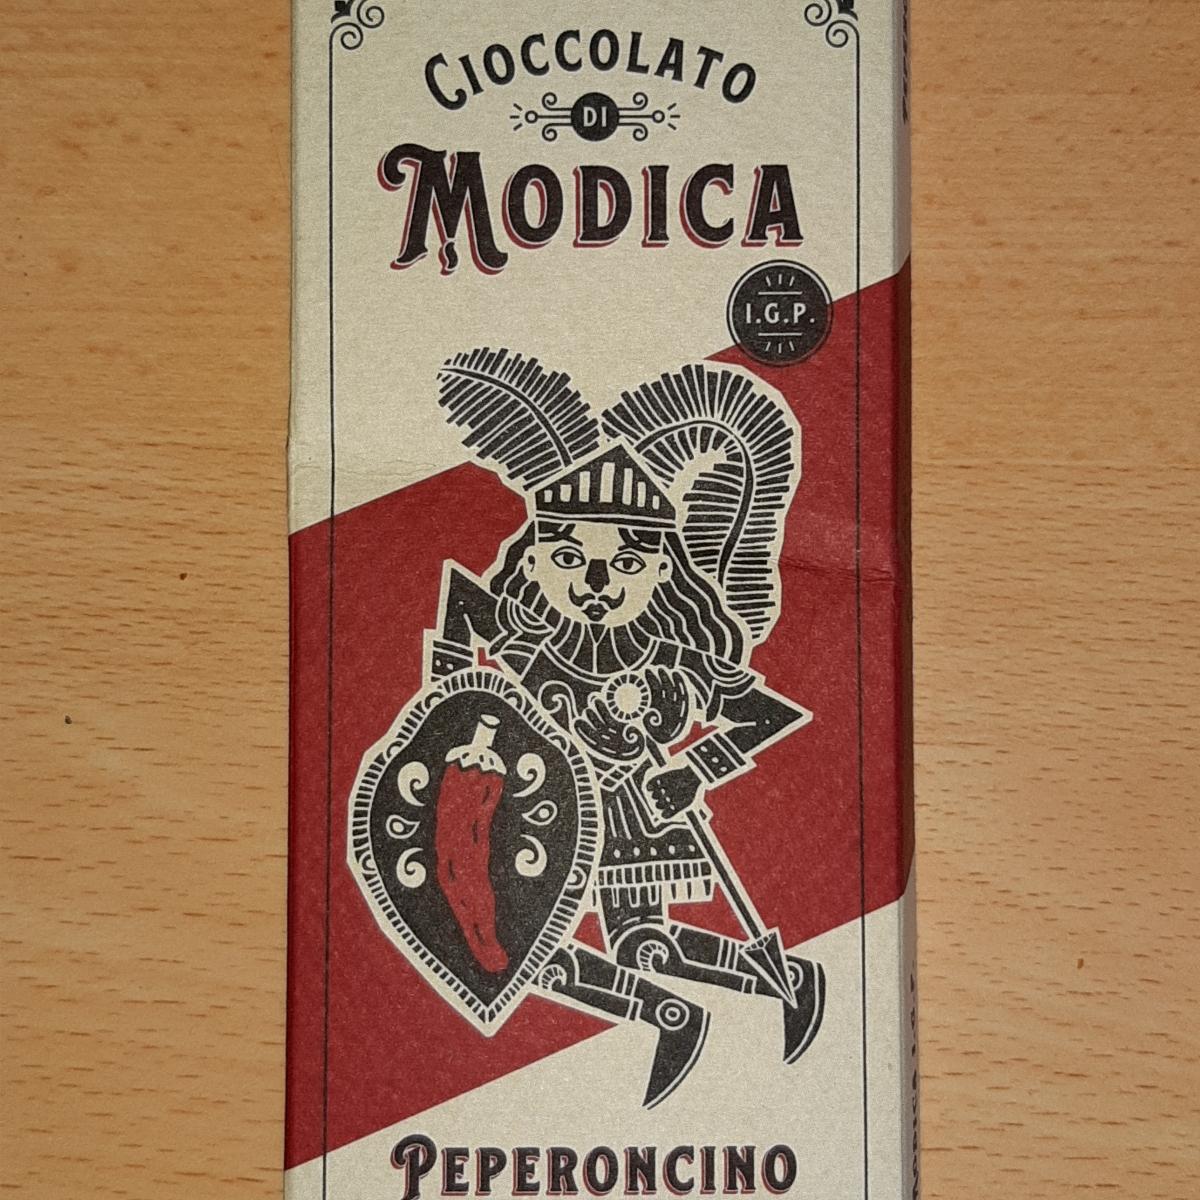 CIOCCOLATO
DI
MODICA
I.G.P.
PEPERONCINO